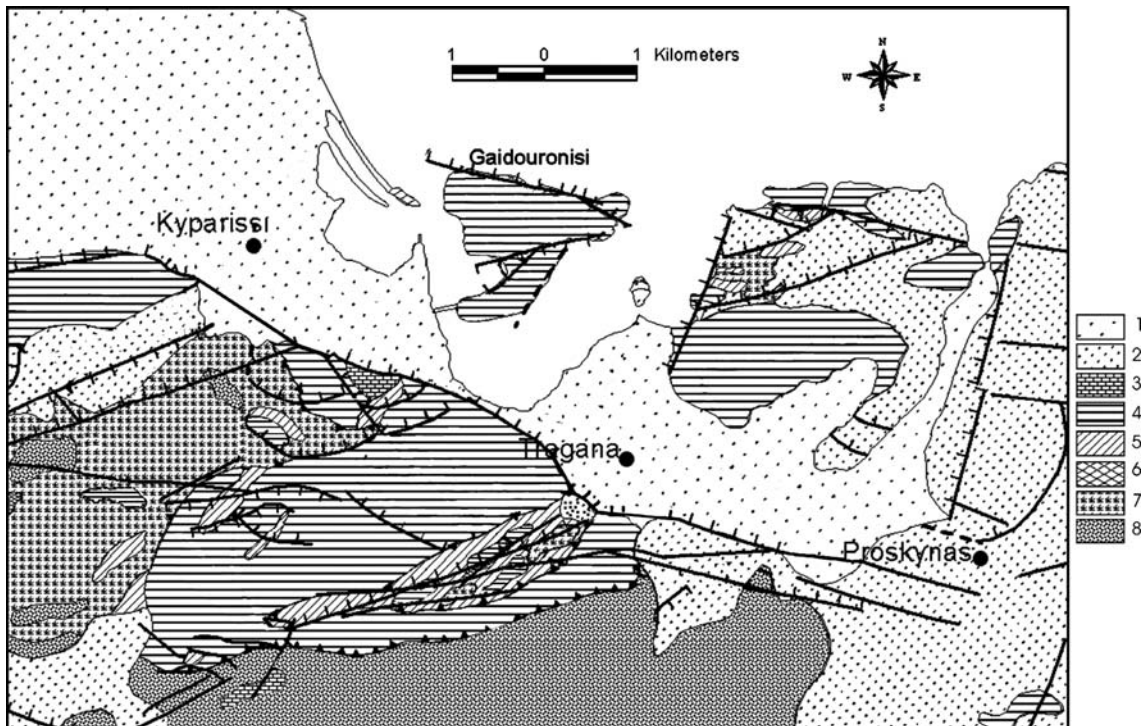 1 0 1 Kilometers
N
W E
S
Gaidouronisi
Kyparissi
Tragana
Proskynas
1
2
3
4
5
6
7
8